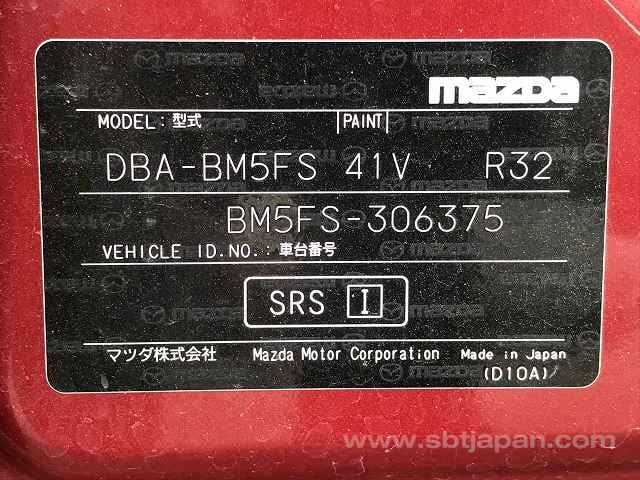 mazda
MODEL: 型式 PAINT
DBA-BM5FS 41V R32
BM5FS-306375
VEHICLE ID.NO.: 車台番号
SRS I
マツダ株式会社 Mazda Motor Corporation Made in Japan
(D10A)
www.sbtjapan.com